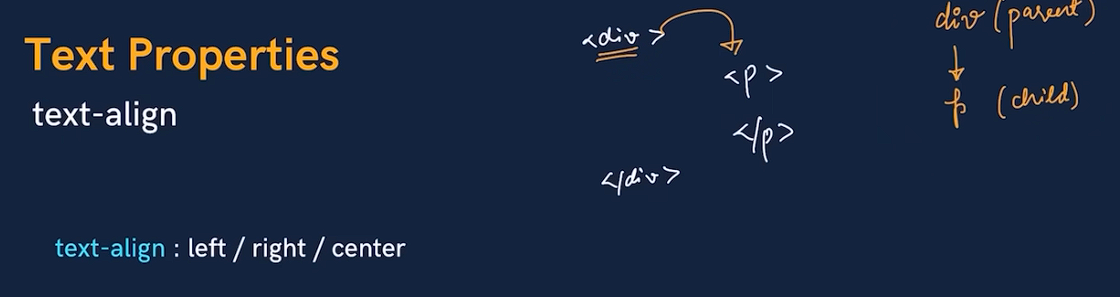 Text Properties
text-align
text-align : left / right / center
<div>
<p>
</p>
</div>
div (parent)
p (child)